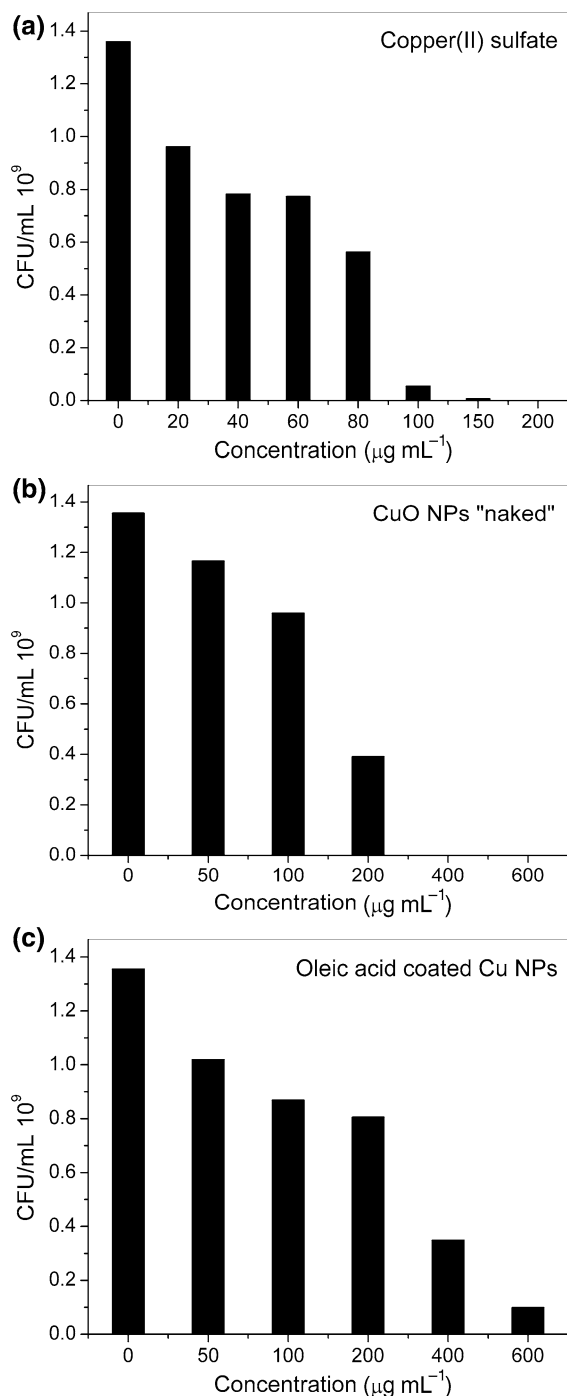 (a)
Copper(II) sulfate
1.4
1.2
1.0
0.8
0.6
0.4
0.2
0.0
CFU/mL 10⁹
0 20 40 60 80 100 150 200
Concentration (μg mL⁻¹)
(b)
CuO NPs "naked"
1.4
1.2
1.0
0.8
0.6
0.4
0.2
0.0
CFU/mL 10⁹
0 50 100 200 400 600
Concentration (μg mL⁻¹)
(c)
Oleic acid coated Cu NPs
1.4
1.2
1.0
0.8
0.6
0.4
0.2
0.0
CFU/mL 10⁹
0 50 100 200 400 600
Concentration (μg mL⁻¹)